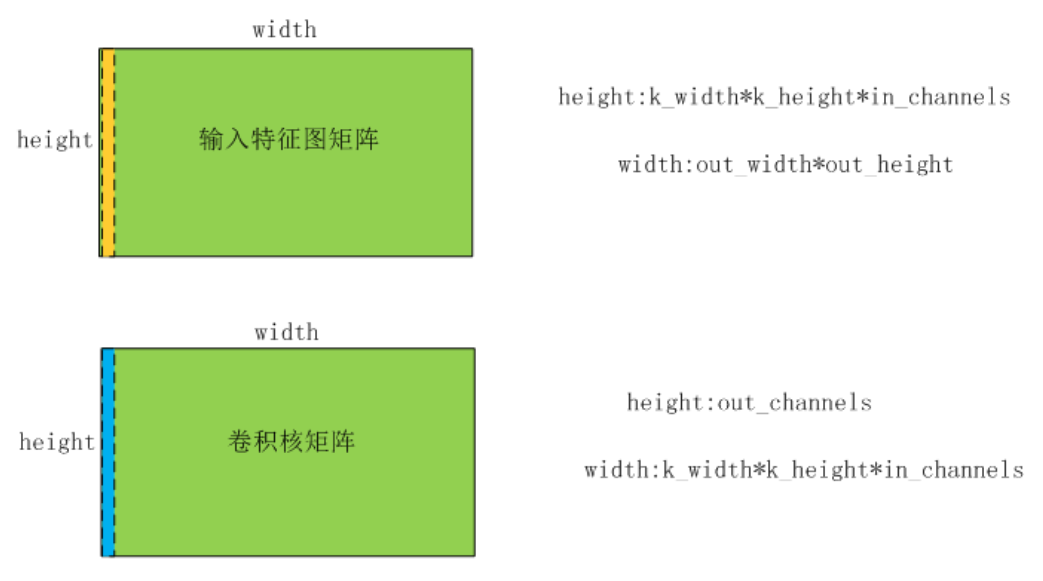 width
height
输入特征图矩阵
height:k_width*k_height*in_channels
width:out_width*out_height
width
height
卷积核矩阵
height:out_channels
width:k_width*k_height*in_channels